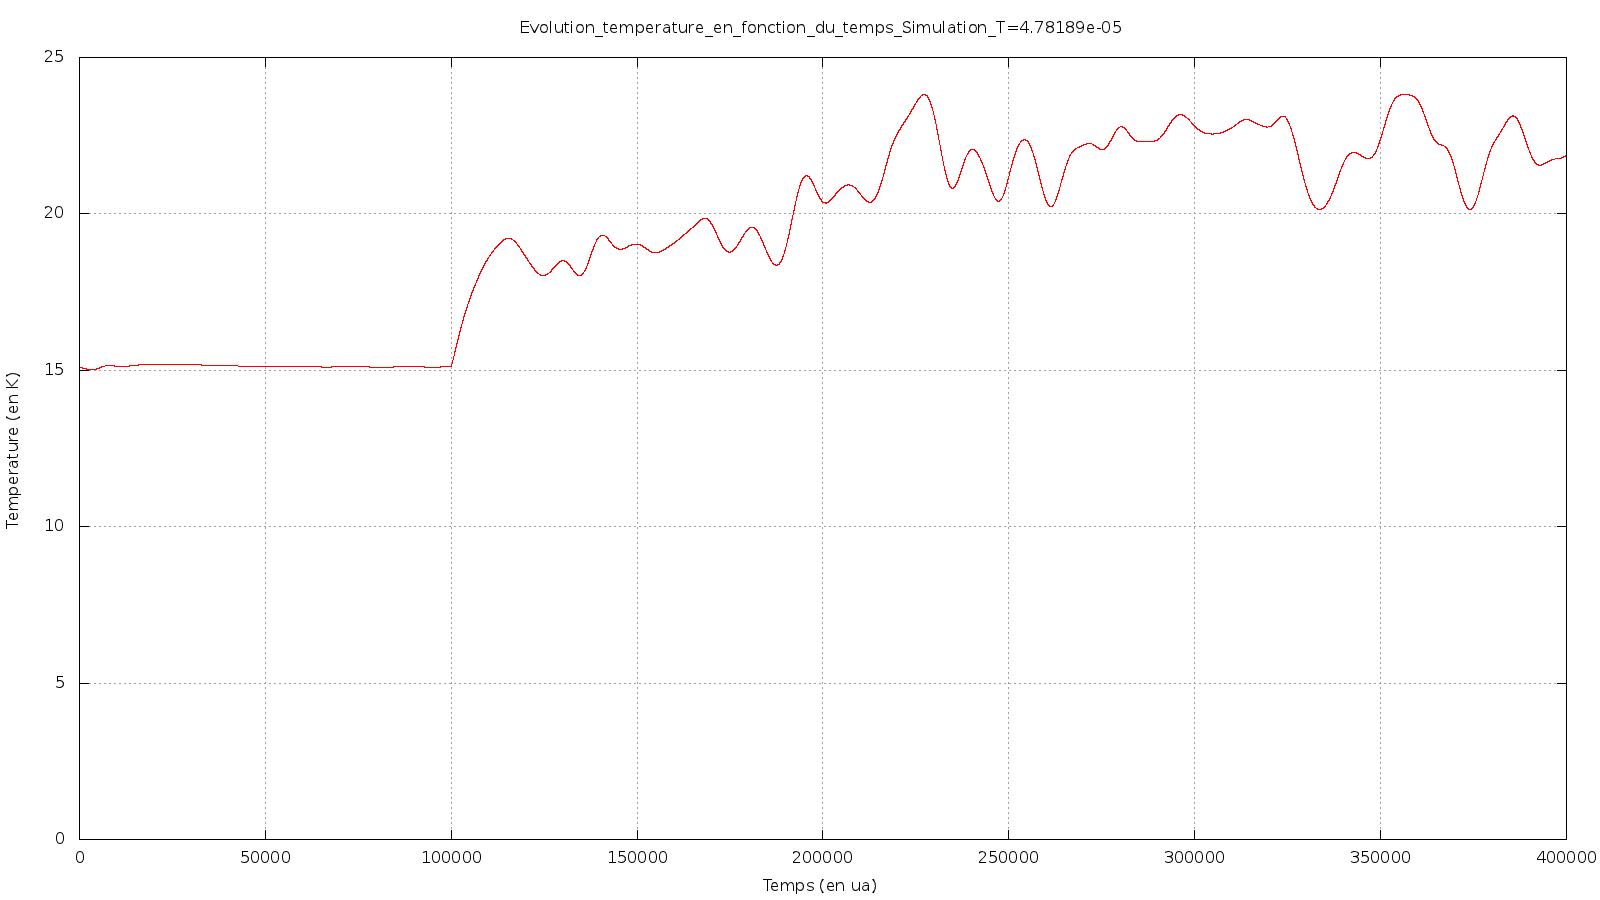 Evolution_temperature_en_fonction_du_temps_Simulation_T=4.78189e-05
25
20
15
10
5
0
Temperature (en K)
0 50000 100000 150000 200000 250000 300000 350000 400000
Temps (en ua)